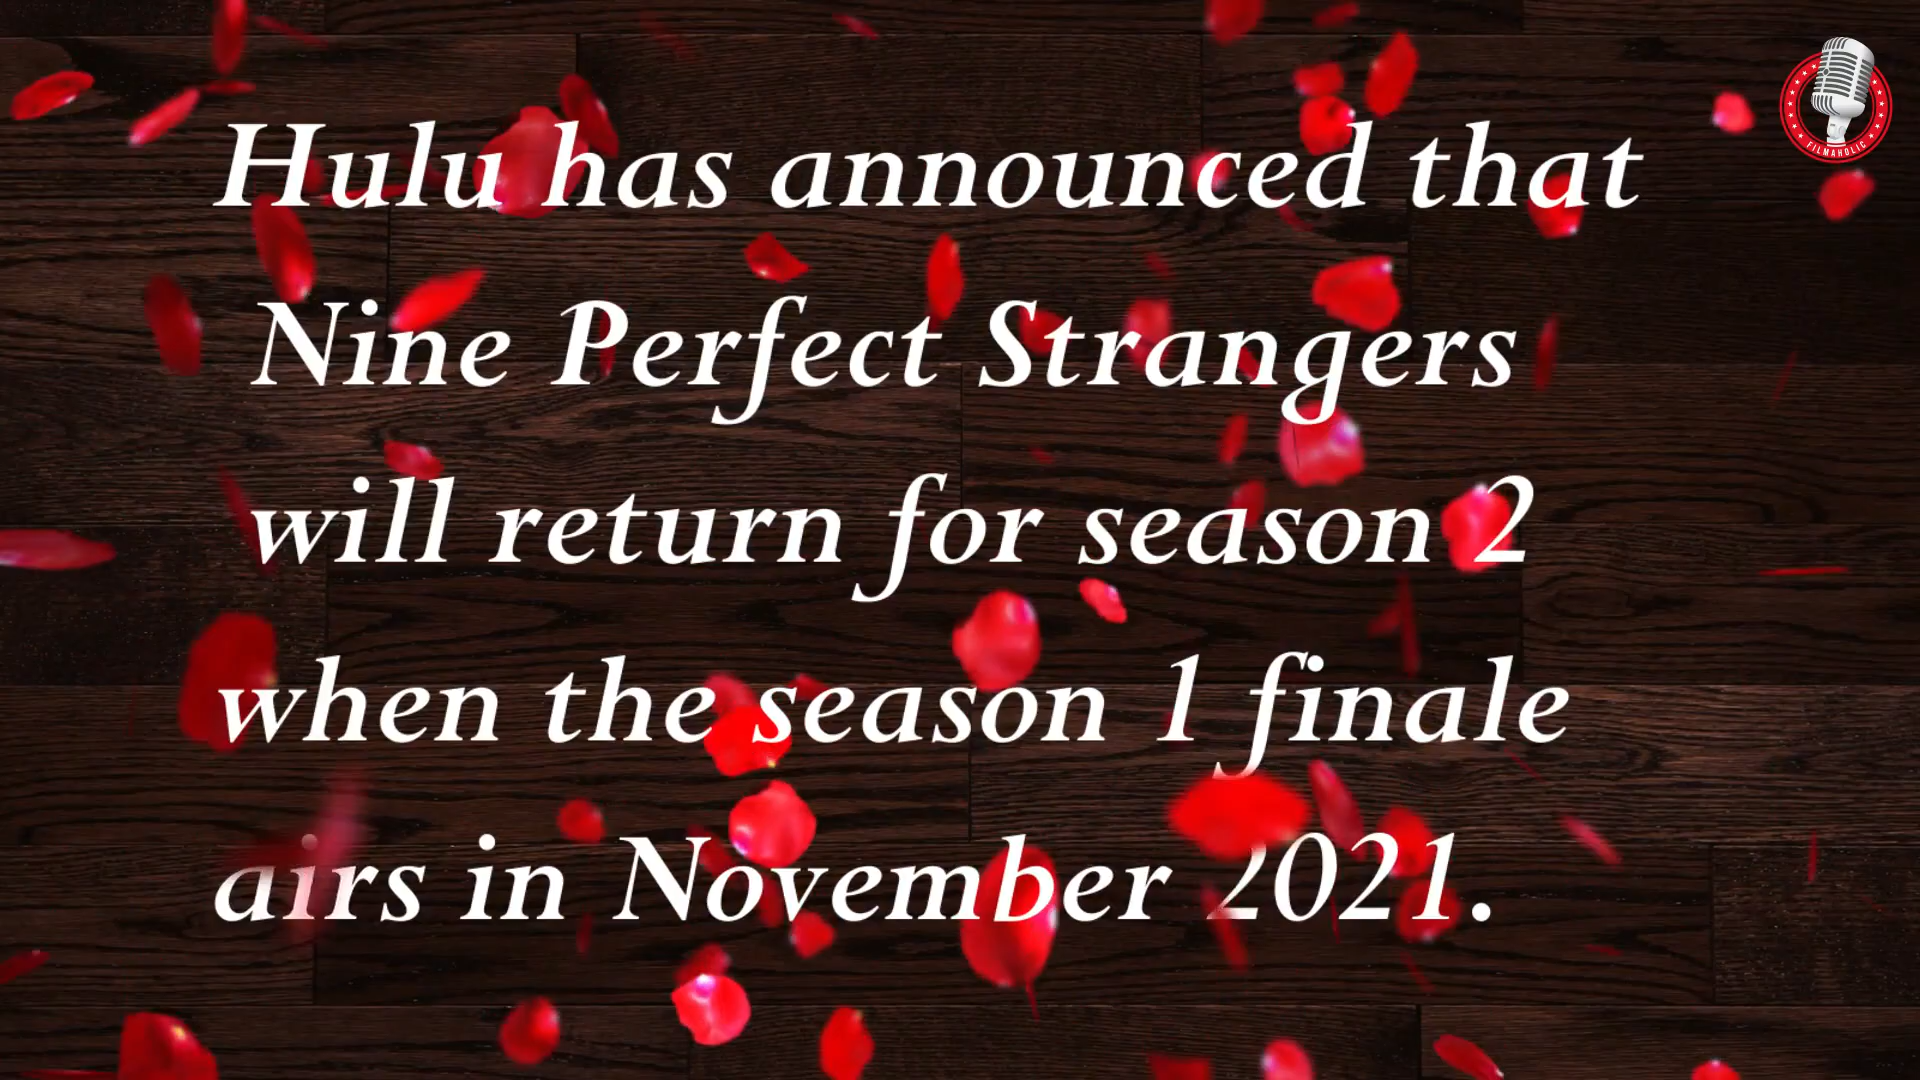 FILMAHOLIC
Hulu has announced that
Nine Perfect Strangers
will return for season 2
when the season 1 finale
airs in November 2021.